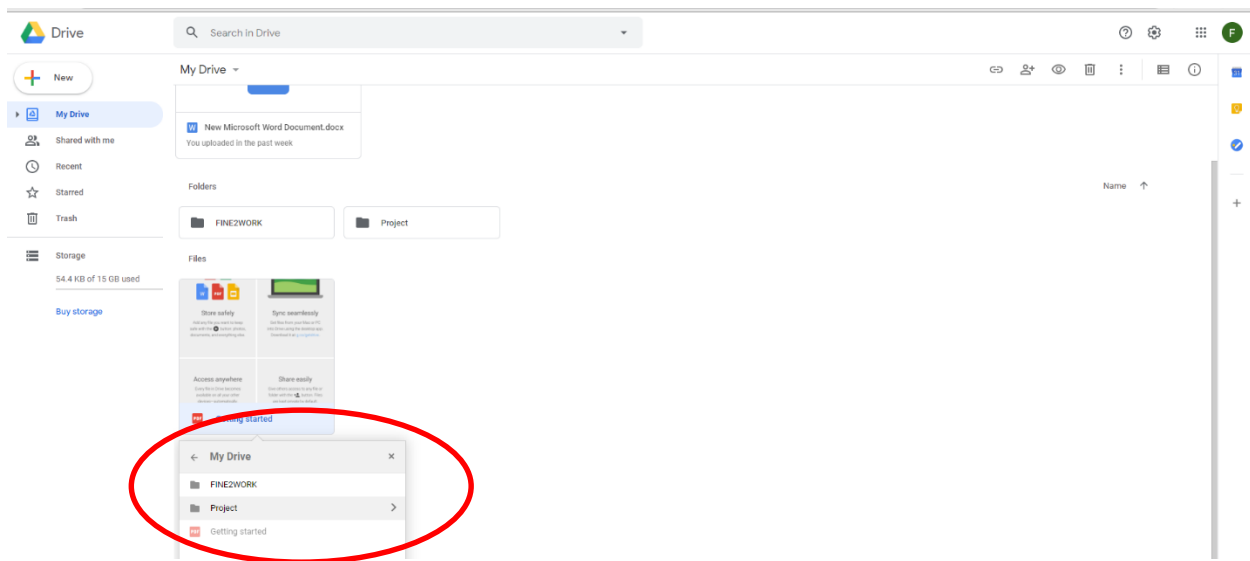 Drive
Search in Drive
F
New
My Drive
My Drive
Shared with me
Recent
Starred
Trash
Storage
54.4 KB of 15 GB used
Buy storage
W New Microsoft Word Document.docx
You uploaded in the past week
Folders
Name
FINE2WORK
Project
Files
Store safely
Sync seamlessly
Access anywhere
Share easily
PDF Getting started
My Drive
FINE2WORK
Project
PDF Getting started